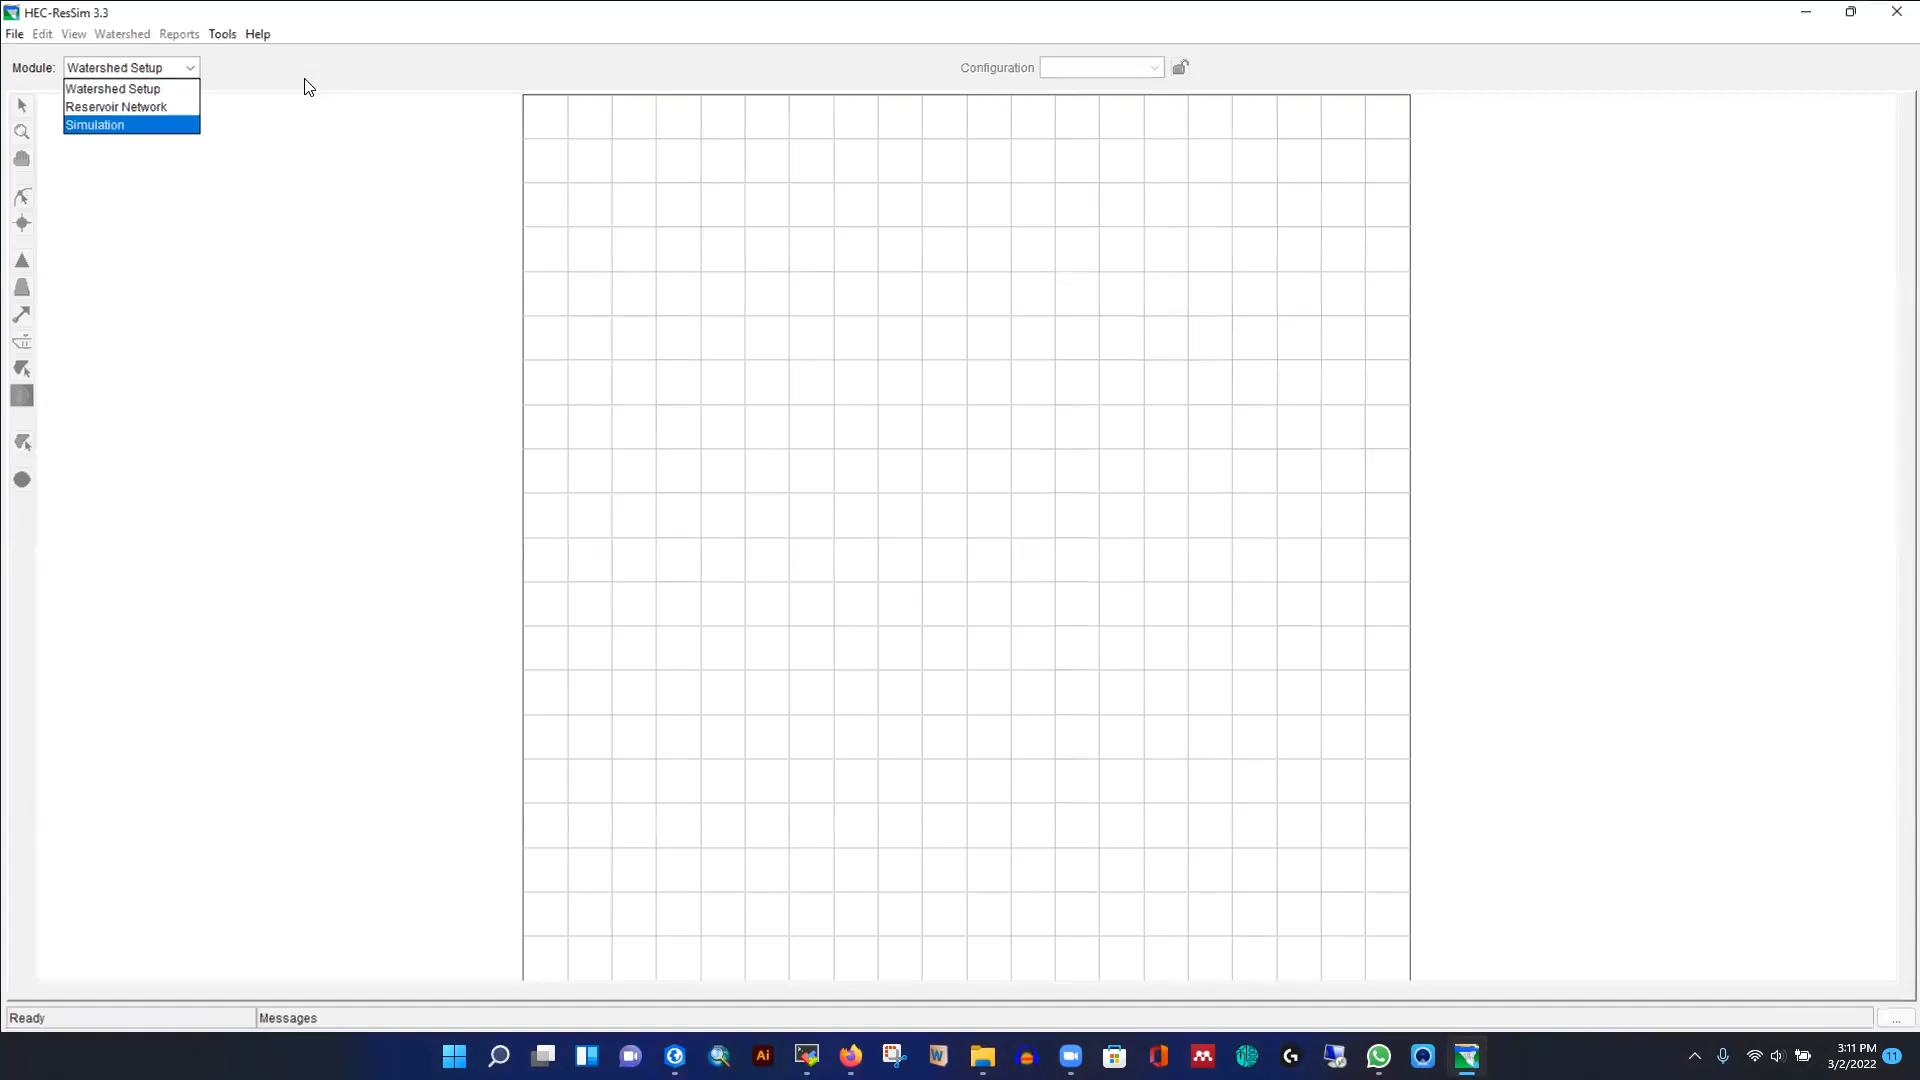 HEC-ResSim 3.3
File Edit View Watershed Reports Tools Help
Module: Watershed Setup
Configuration
Watershed Setup
Reservoir Network
Simulation
Ready
Messages
...
Ai
W
3:11 PM
3/2/2022
11